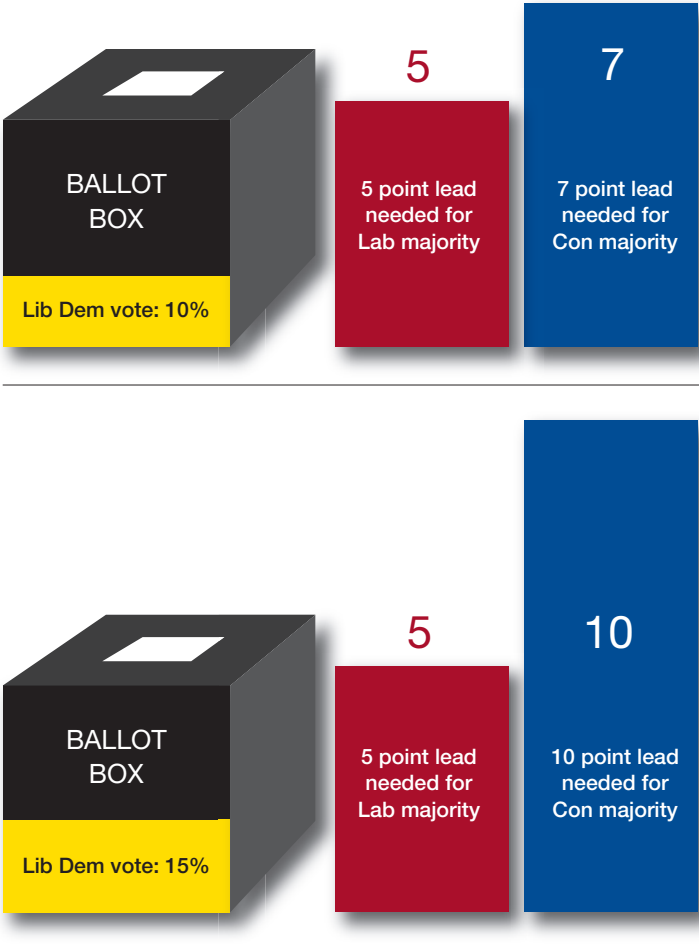 BALLOT
BOX
Lib Dem vote: 10%
5
5 point lead
needed for
Lab majority
7
7 point lead
needed for
Con majority
BALLOT
BOX
Lib Dem vote: 15%
5
5 point lead
needed for
Lab majority
10
10 point lead
needed for
Con majority